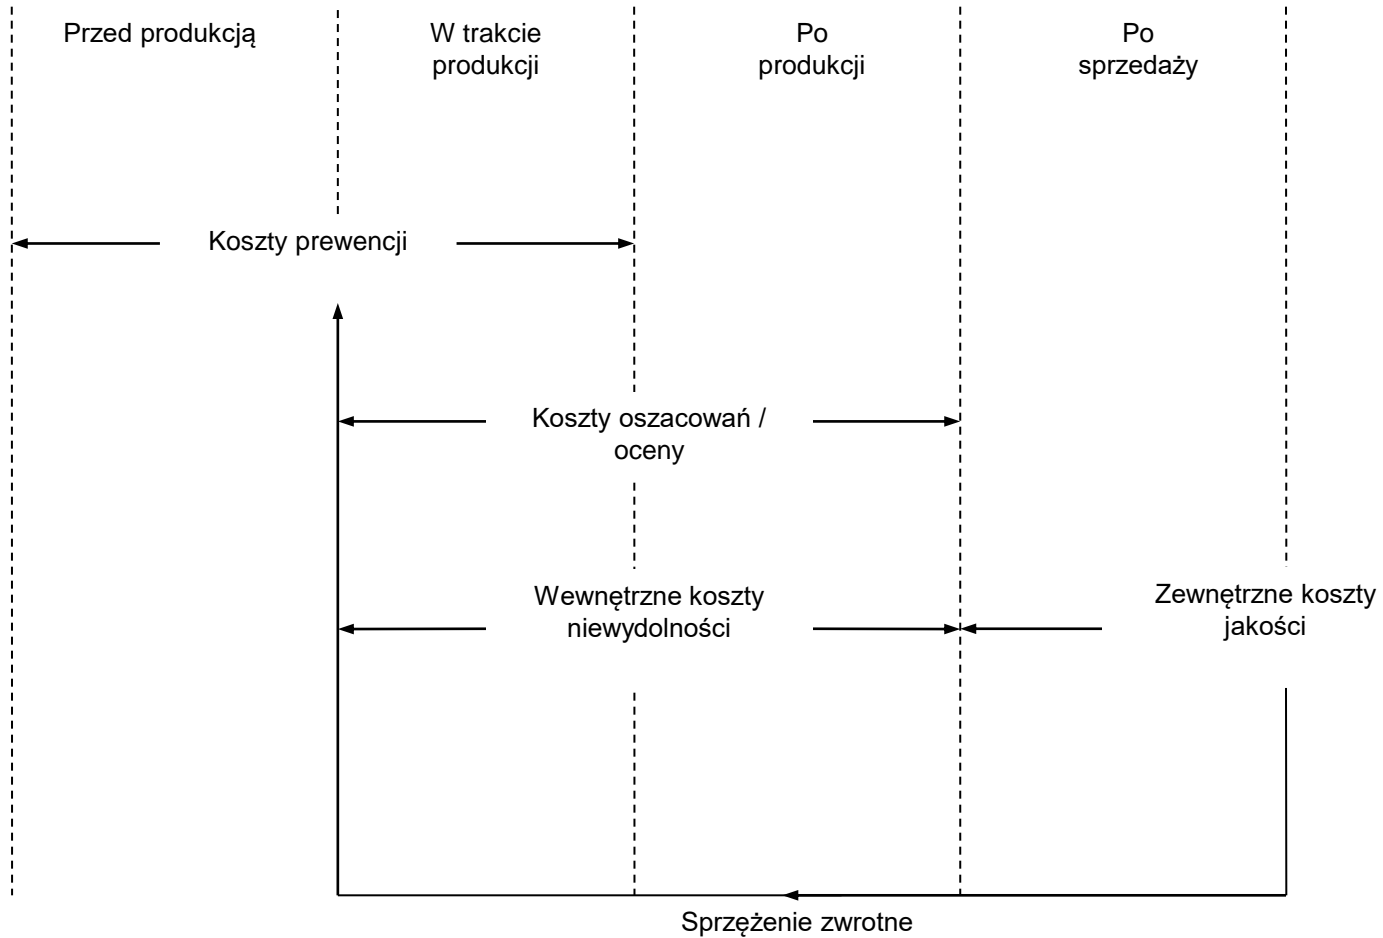 Przed produkcją
W trakcie
produkcji
Po
produkcji
Po
sprzedaży
Koszty prewencji
Koszty oszacowań /
oceny
Wewnętrzne koszty
niewydolności
Zewnętrzne koszty
jakości
Sprzężenie zwrotne